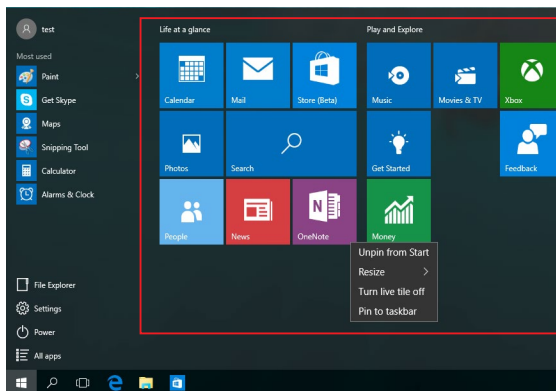 test
Most used
Paint
Get Skype
Maps
Snipping Tool
Calculator
Alarms & Clock
File Explorer
Settings
Power
All apps
Life at a glance
Calendar
Mail
Store (Beta)
Photos
Search
People
News
OneNote
Play and Explore
Music
Movies & TV
Xbox
Get Started
Feedback
Money
Unpin from Start
Resize
Turn live tile off
Pin to taskbar